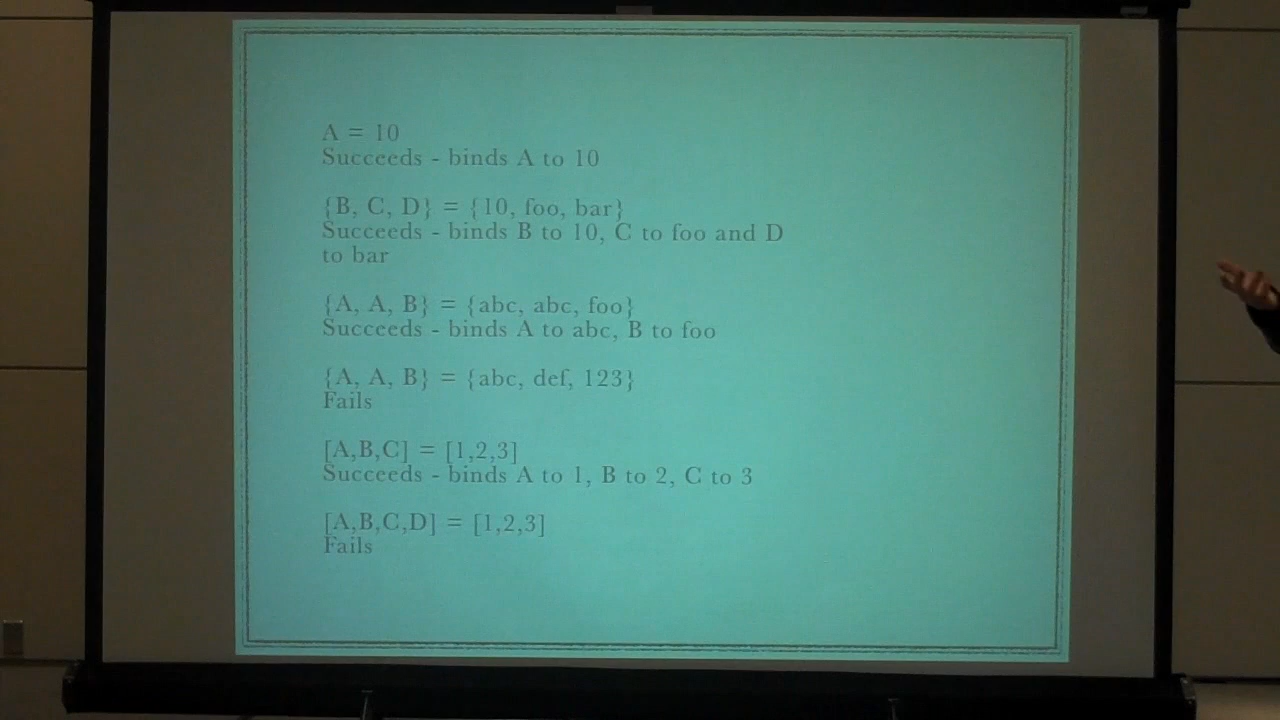 A = 10
Succeeds - binds A to 10
{B, C, D} = {10, foo, bar}
Succeeds - binds B to 10, C to foo and D
to bar
{A, A, B} = {abc, abc, foo}
Succeeds - binds A to abc, B to foo
{A, A, B} = {abc, def, 123}
Fails
[A,B,C] = [1,2,3]
Succeeds - binds A to 1, B to 2, C to 3
[A,B,C,D] = [1,2,3]
Fails